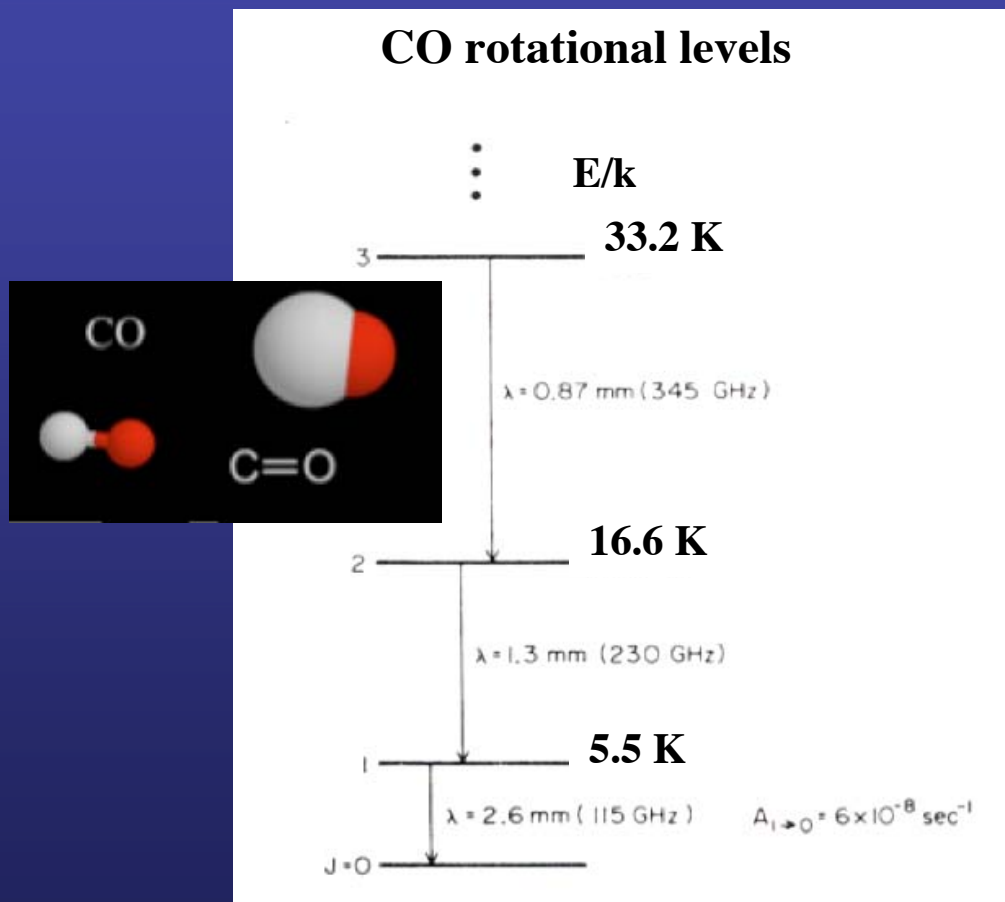 CO rotational levels
E/k
33.2 K
3
CO
λ = 0.87 mm (345 GHz)
C≡O
16.6 K
2
λ = 1.3 mm (230 GHz)
5.5 K
1
λ = 2.6 mm (115 GHz) A₁→₀ = 6×10⁻⁸ sec⁻¹
J=0